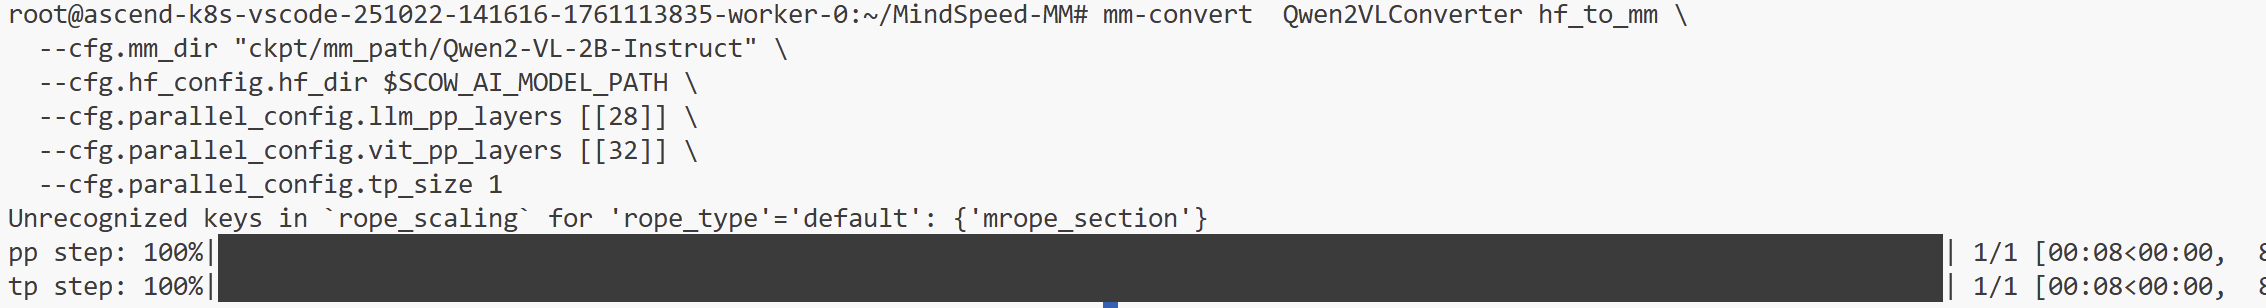 root@ascend-k8s-vscode-251022-141616-1761113835-worker-0:~/MindSpeed-MM# mm-convert  Qwen2VLConverter hf_to_mm \
  --cfg.mm_dir "ckpt/mm_path/Qwen2-VL-2B-Instruct" \
  --cfg.hf_config.hf_dir $SCOW_AI_MODEL_PATH \
  --cfg.parallel_config.llm_pp_layers [[28]] \
  --cfg.parallel_config.vit_pp_layers [[32]] \
  --cfg.parallel_config.tp_size 1
Unrecognized keys in `rope_scaling` for 'rope_type'='default': {'mrope_section'}
pp step: 100%| | 1/1 [00:08<00:00,
tp step: 100%| | 1/1 [00:08<00:00,